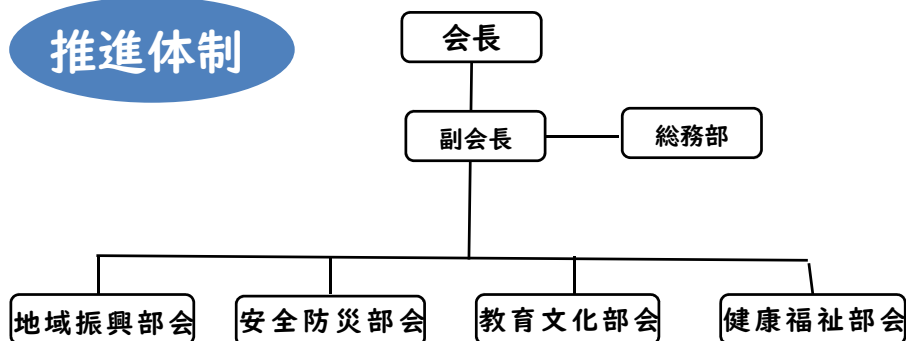 推進体制
会長
副会長
総務部
地域振興部会
安全防災部会
教育文化部会
健康福祉部会